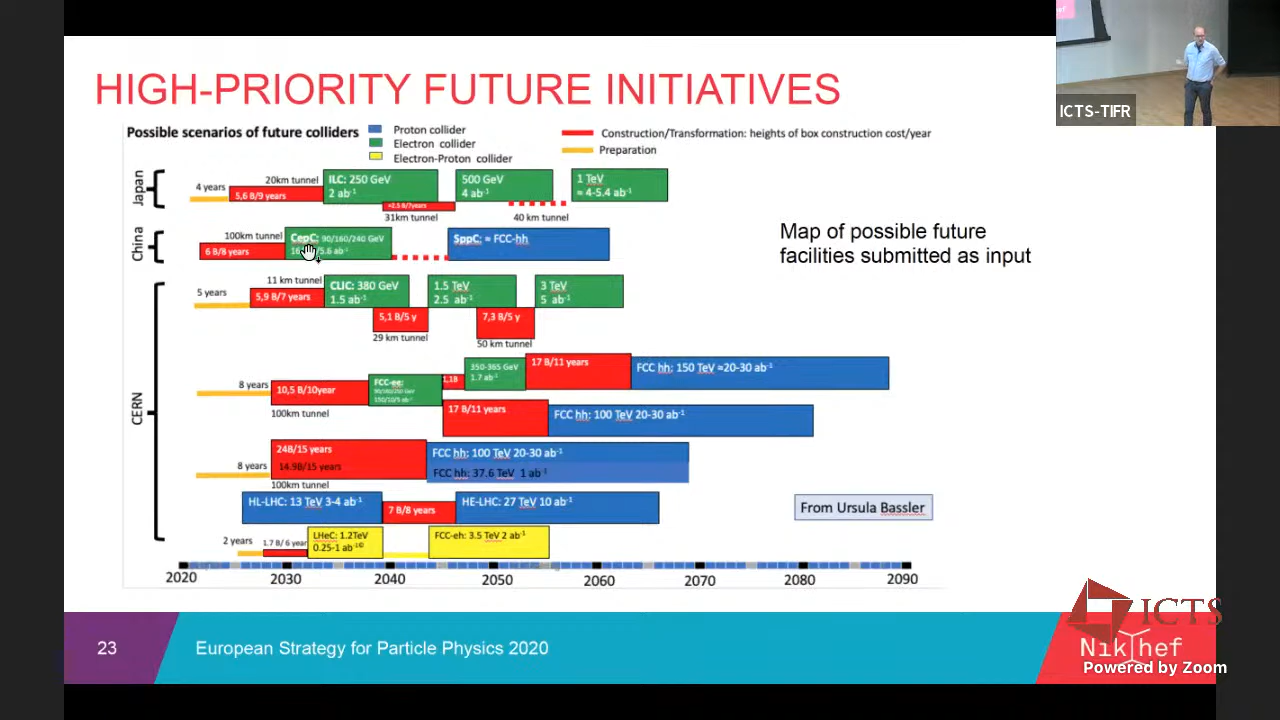 HIGH-PRIORITY FUTURE INITIATIVES
ICTS-TIFR
Possible scenarios of future colliders
Proton collider
Electron collider
Electron-Proton collider
Construction/Transformation: heights of box construction cost/year
Preparation
Japan
4 years
20km tunnel
5,6 B/9 years
ILC: 250 GeV
2 ab-1
31km tunnel
500 GeV
4 ab-1
40 km tunnel
1 TeV
≈ 4-5.4 ab-1
China
100km tunnel
6 B/8 years
CepC: 90/160/240 GeV
/5.6 ab-1
SppC: ≈ FCC-hh
Map of possible future
facilities submitted as input
CERN
5 years
11 km tunnel
5,9 B/7 years
CLIC: 380 GeV
1.5 ab-1
5,1 B/5 y
29 km tunnel
1.5 TeV
2.5 ab-1
7,3 B/5 y
50 km tunnel
3 TeV
5 ab-1
8 years
10,5 B/10year
100km tunnel
FCC-ee:
350-365 GeV
1.7 ab-1
17 B/11 years
FCC hh: 150 TeV ≈20-30 ab-1
17 B/11 years
FCC hh: 100 TeV 20-30 ab-1
8 years
24B/15 years
14.9B/15 years
100km tunnel
FCC hh: 100 TeV 20-30 ab-1
FCC hh: 37.6 TeV 1 ab-1
HL-LHC: 13 TeV 3-4 ab-1
7 B/8 years
HE-LHC: 27 TeV 10 ab-1
2 years
1.7 B/ 6 year
LHeC: 1.2TeV
0.25-1 ab-1
FCC-eh: 3.5 TeV 2 ab-1
From Ursula Bassler
2020 2030 2040 2050 2060 2070 2080 2090
23
European Strategy for Particle Physics 2020
ICTS
Nikhef
Powered by Zoom